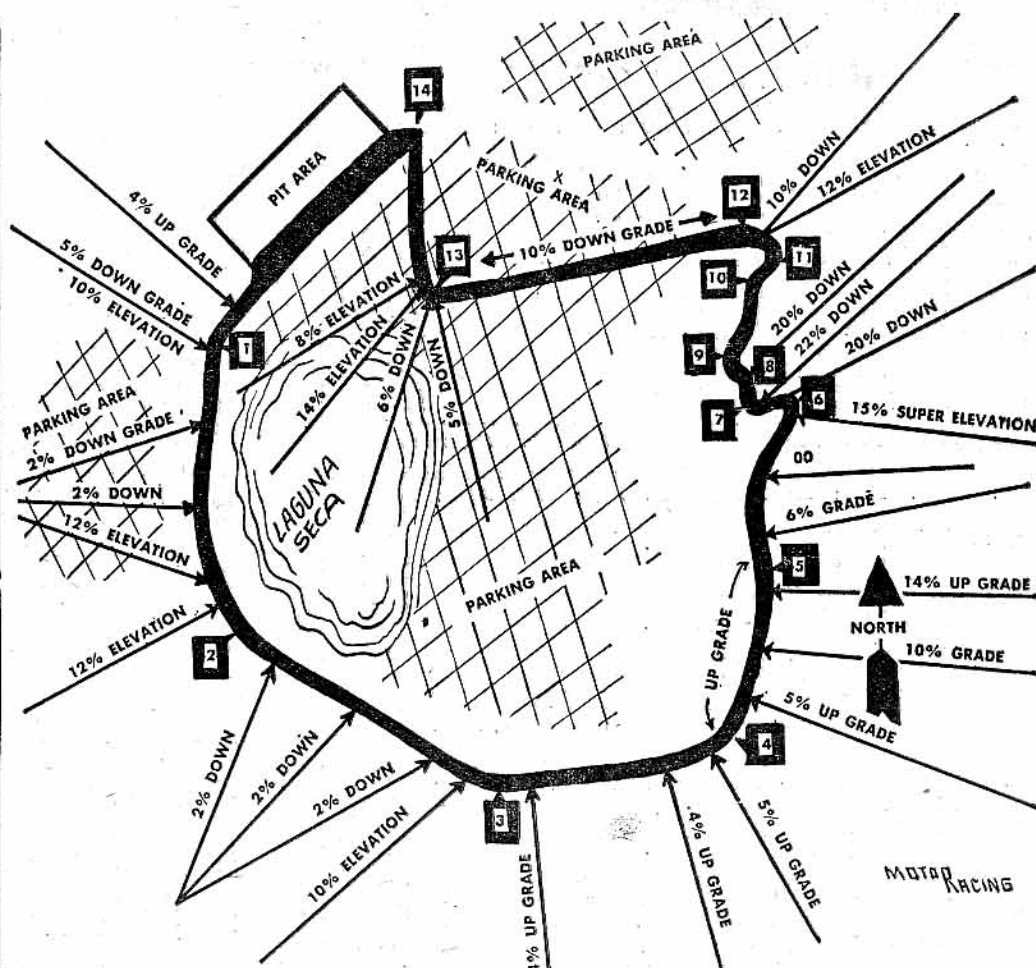 PARKING AREA
14
PIT AREA
PARKING AREA
12
10% DOWN
12% ELEVATION
4% UP GRADE
13
10% DOWN GRADE
11
10
5% DOWN GRADE
10% ELEVATION
8% ELEVATION
14% ELEVATION
6% DOWN
5% DOWN
20% DOWN
22% DOWN
20% DOWN
1
9
8
7
6
15% SUPER ELEVATION
PARKING AREA
2% DOWN GRADE
2% DOWN
12% ELEVATION
LAGUNA
SECA
00
6% GRADE
PARKING AREA
5
14% UP GRADE
NORTH
10% GRADE
UP GRADE
5% UP GRADE
12% ELEVATION
2
4
2% DOWN
2% DOWN
2% DOWN
10% ELEVATION
3
4% UP GRADE
4% UP GRADE
5% UP GRADE
MOTOR RACING